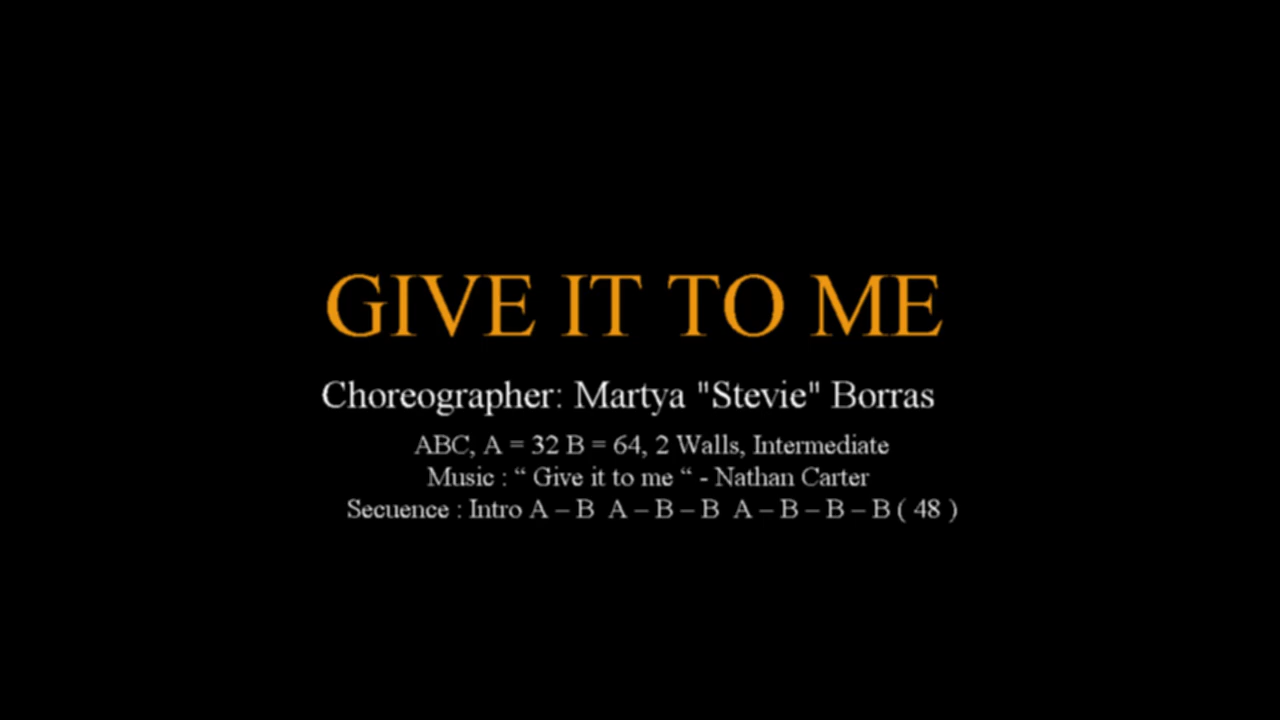 GIVE IT TO ME
Choreographer: Martya "Stevie" Borras
ABC, A = 32 B = 64, 2 Walls, Intermediate
Music : “ Give it to me “ - Nathan Carter
Secuence : Intro A – B A – B – B A – B – B – B ( 48 )